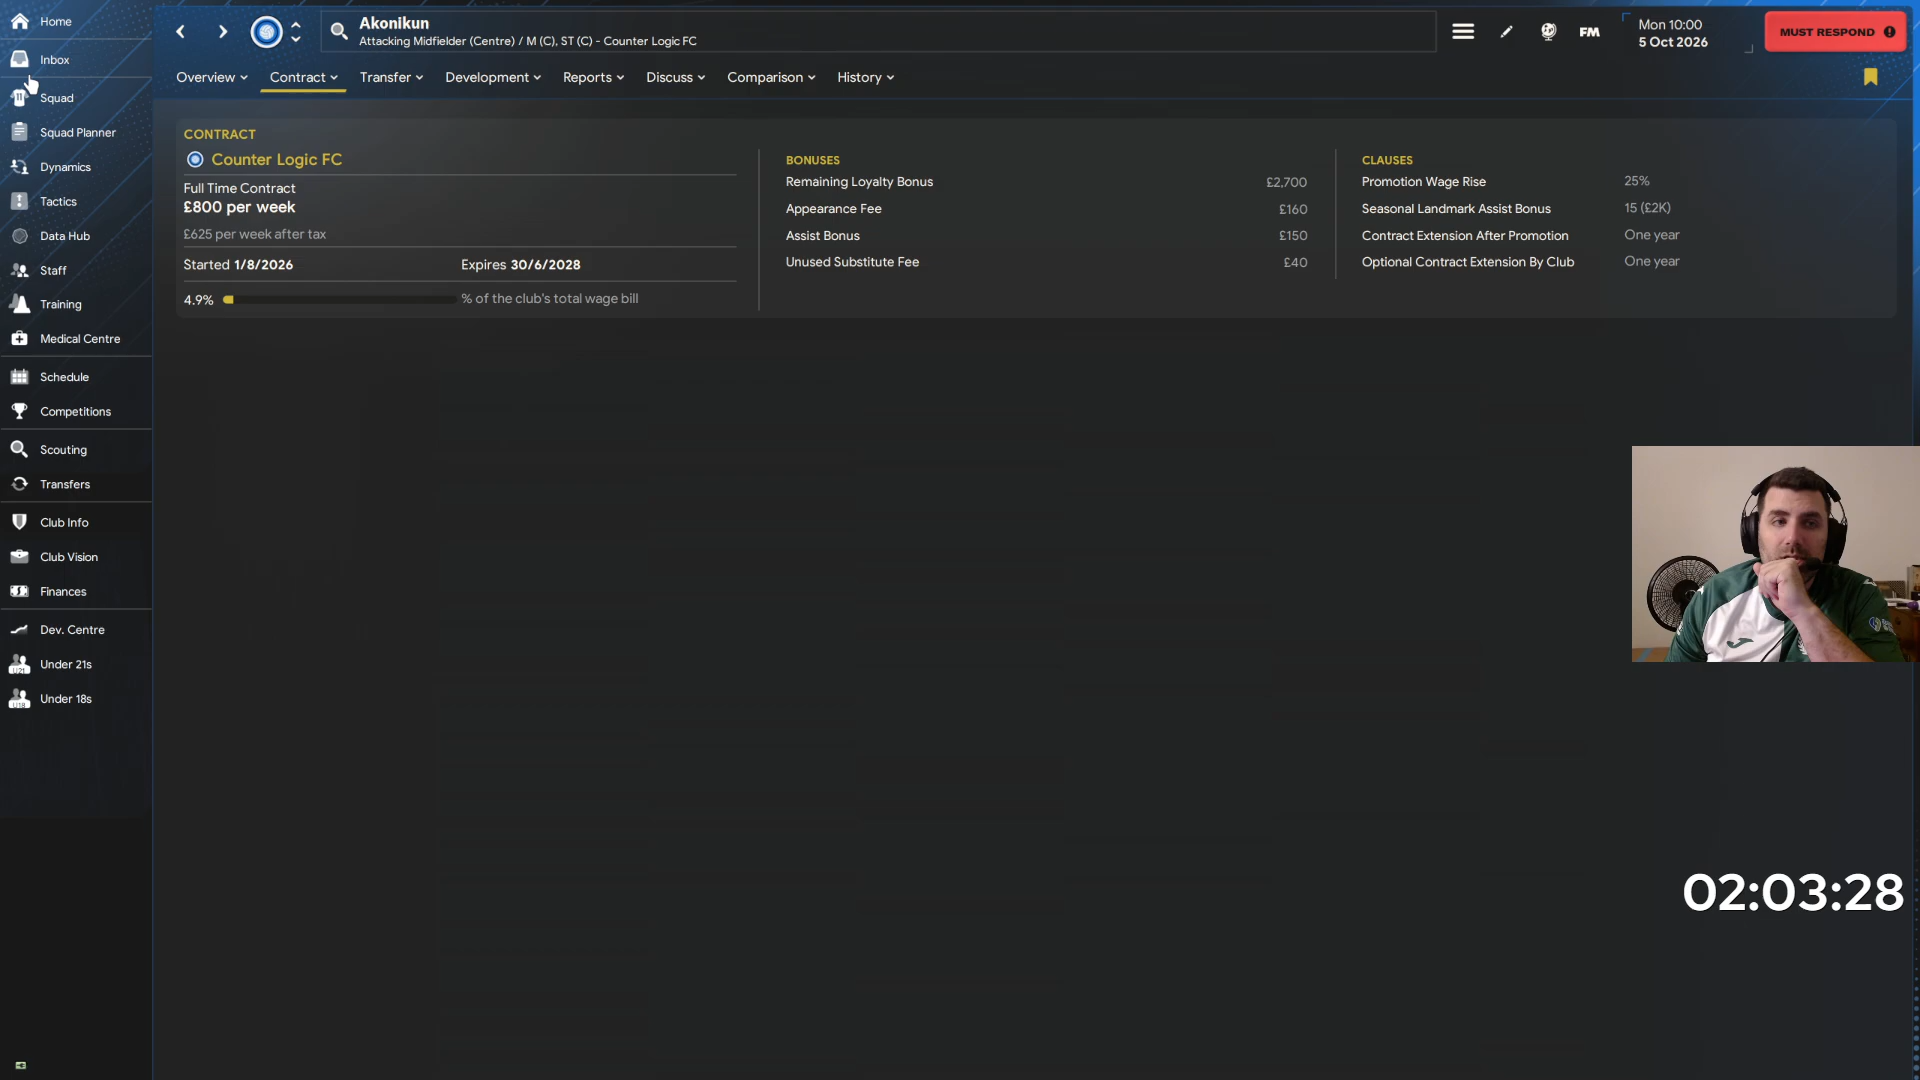 Home
Inbox
Squad
Squad Planner
Dynamics
Tactics
Data Hub
Staff
Training
Medical Centre
Schedule
Competitions
Scouting
Transfers
Club Info
Club Vision
Finances
Dev. Centre
Under 21s
Under 18s
Akonikun
Attacking Midfielder (Centre) / M (C), ST (C) - Counter Logic FC
FM
Mon 10:00
5 Oct 2026
MUST RESPOND
Overview
Contract
Transfer
Development
Reports
Discuss
Comparison
History
CONTRACT
Counter Logic FC
Full Time Contract
£800 per week
£625 per week after tax
Started 1/8/2026
Expires 30/6/2028
4.9%
% of the club's total wage bill
BONUSES
Remaining Loyalty Bonus £2,700
Appearance Fee £160
Assist Bonus £150
Unused Substitute Fee £40
CLAUSES
Promotion Wage Rise 25%
Seasonal Landmark Assist Bonus 15 (£2K)
Contract Extension After Promotion One year
Optional Contract Extension By Club One year
02:03:28